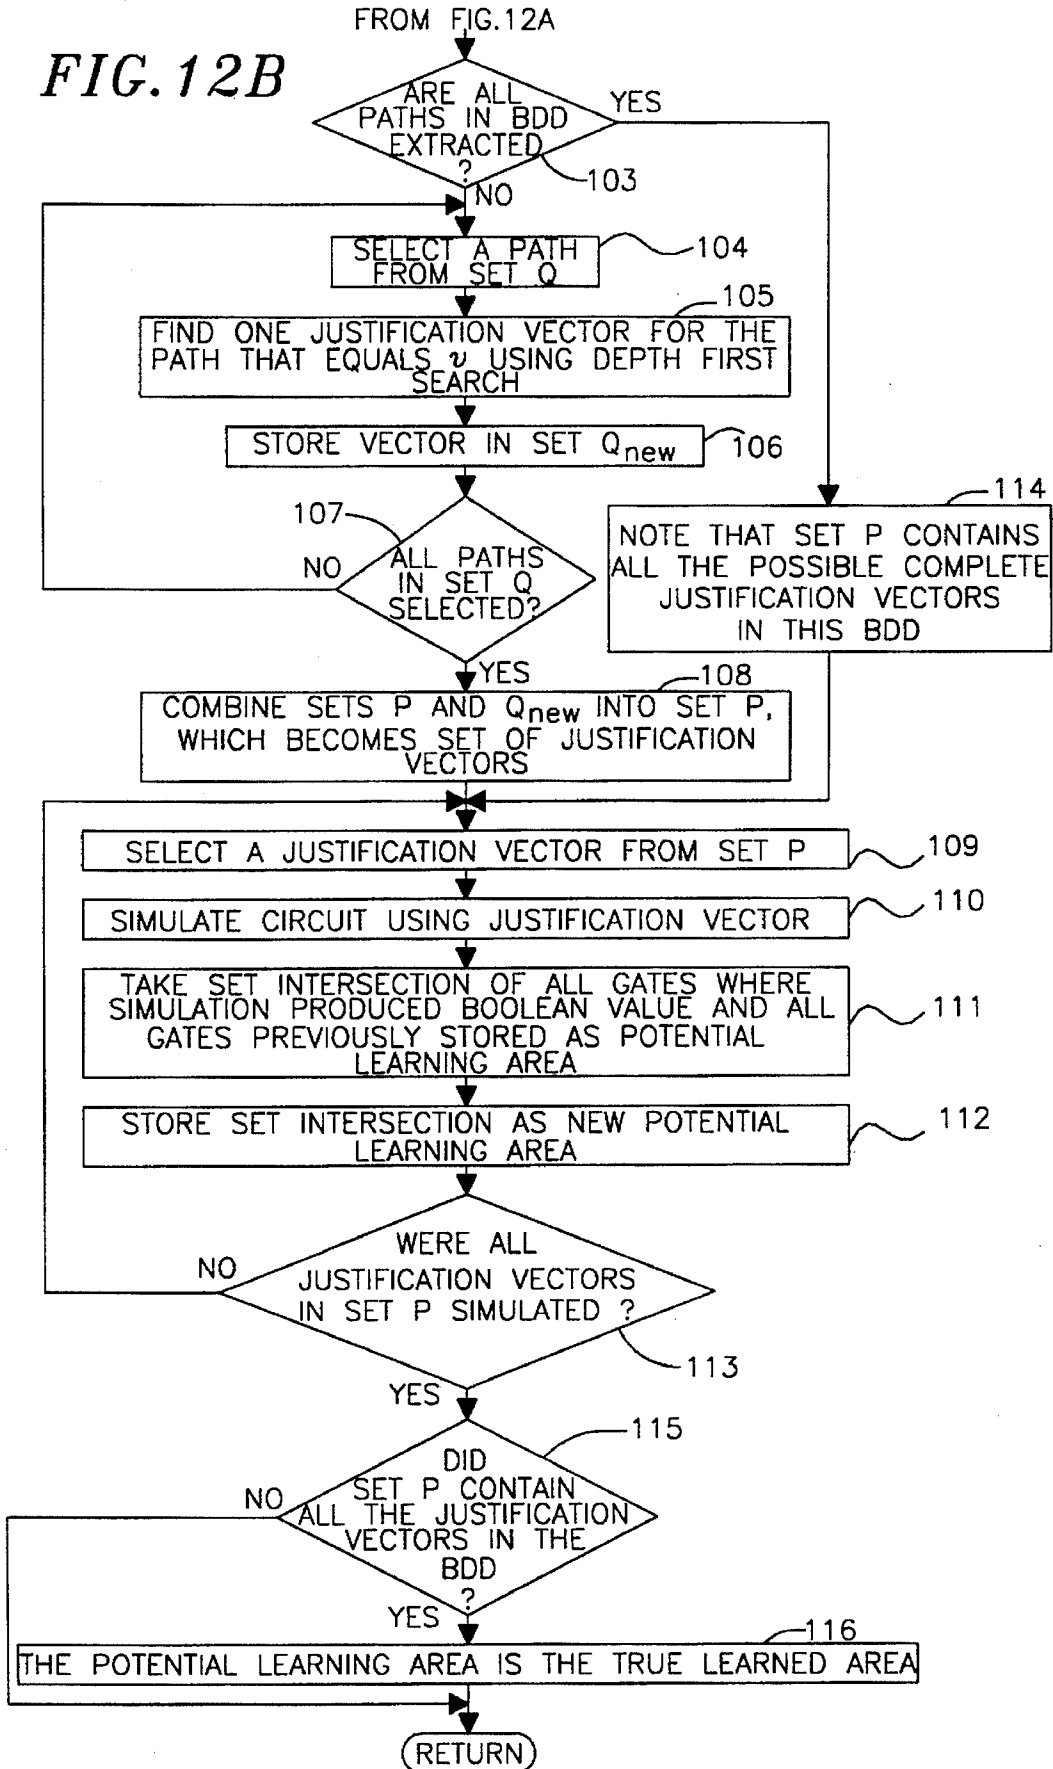 FROM FIG.12A
FIG.12B
ARE ALL
PATHS IN BDD
EXTRACTED
?
YES
103
NO
SELECT A PATH
FROM SET Q
104
105
FIND ONE JUSTIFICATION VECTOR FOR THE
PATH THAT EQUALS v USING DEPTH FIRST
SEARCH
STORE VECTOR IN SET Qnew
106
107
ALL PATHS
IN SET Q
SELECTED?
NO
YES
114
NOTE THAT SET P CONTAINS
ALL THE POSSIBLE COMPLETE
JUSTIFICATION VECTORS
IN THIS BDD
108
COMBINE SETS P AND Qnew INTO SET P,
WHICH BECOMES SET OF JUSTIFICATION
VECTORS
SELECT A JUSTIFICATION VECTOR FROM SET P
109
SIMULATE CIRCUIT USING JUSTIFICATION VECTOR
110
TAKE SET INTERSECTION OF ALL GATES WHERE
SIMULATION PRODUCED BOOLEAN VALUE AND ALL
GATES PREVIOUSLY STORED AS POTENTIAL
LEARNING AREA
111
STORE SET INTERSECTION AS NEW POTENTIAL
LEARNING AREA
112
WERE ALL
JUSTIFICATION VECTORS
IN SET P SIMULATED ?
NO
113
YES
115
DID
SET P CONTAIN
ALL THE JUSTIFICATION
VECTORS IN THE
BDD
?
NO
YES
116
THE POTENTIAL LEARNING AREA IS THE TRUE LEARNED AREA
RETURN